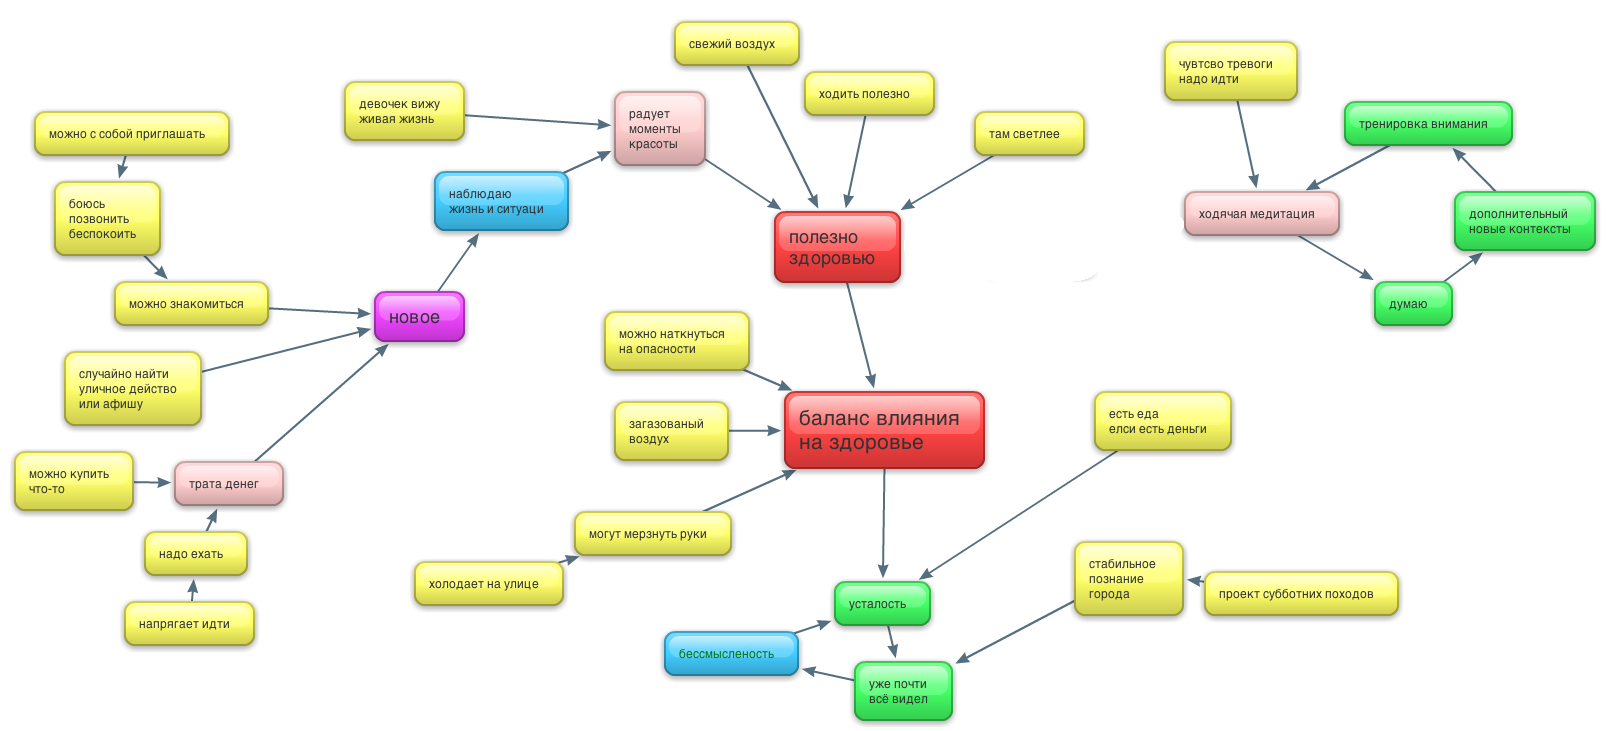 свежий воздух
чувтсво тревоги
надо идти
девочек вижу
живая жизнь
ходить полезно
радует
моменты
красоты
можно с собой приглашать
там светлее
тренировка внимания
наблюдаю
жизнь и ситуаци
боюсь
позвонить
беспокоить
ходячая медитация
дополнительный
новые контексты
полезно
здоровью
можно знакомиться
новое
думаю
можно наткнуться
на опасности
случайно найти
уличное действо
или афишу
баланс влияния
на здоровье
загазованый
воздух
есть еда
елси есть деньги
можно купить
что-то
трата денег
могут мерзнуть руки
надо ехать
холодает на улице
стабильное
познание
города
проект субботних походов
усталость
напрягает идти
бессмысленость
уже почти
всё видел